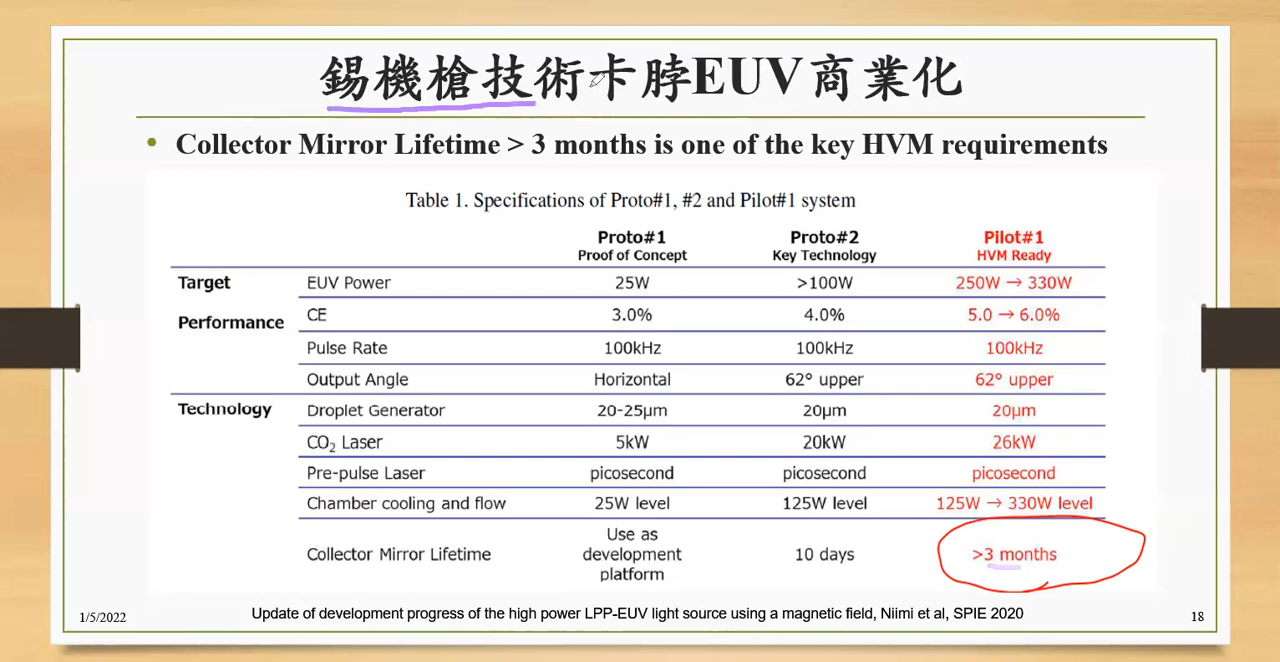 錫機槍技術卡脖EUV商業化
• Collector Mirror Lifetime > 3 months is one of the key HVM requirements
Table 1. Specifications of Proto#1, #2 and Pilot#1 system
Proto#1 Proto#2 Pilot#1
Proof of Concept Key Technology HVM Ready
Target EUV Power 25W >100W 250W → 330W
Performance CE 3.0% 4.0% 5.0 → 6.0%
Pulse Rate 100kHz 100kHz 100kHz
Output Angle Horizontal 62° upper 62° upper
Technology Droplet Generator 20-25μm 20μm 20μm
CO₂ Laser 5kW 20kW 26kW
Pre-pulse Laser picosecond picosecond picosecond
Chamber cooling and flow 25W level 125W level 125W → 330W level
Collector Mirror Lifetime Use as development platform 10 days >3 months
1/5/2022 Update of development progress of the high power LPP-EUV light source using a magnetic field, Niimi et al, SPIE 2020 18